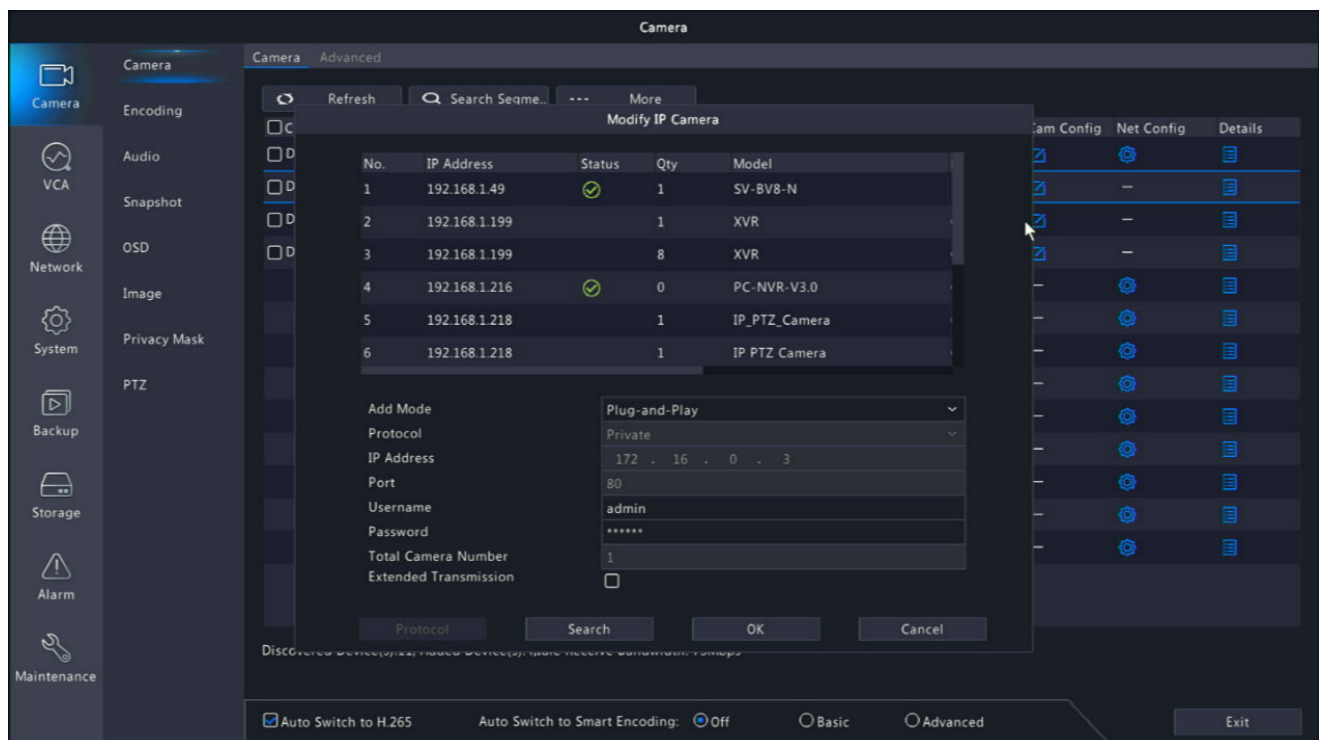 Camera
Camera Advanced
Camera
Encoding
Audio
Snapshot
OSD
Image
Privacy Mask
PTZ
Camera
VCA
Network
System
Backup
Storage
Alarm
Maintenance
Refresh Search Segme.. ... More
Modify IP Camera
Cam Config Net Config Details
No. IP Address Status Qty Model
1 192.168.1.49 1 SV-BV8-N
2 192.168.1.199 1 XVR
3 192.168.1.199 8 XVR
4 192.168.1.216 0 PC-NVR-V3.0
5 192.168.1.218 1 IP_PTZ_Camera
6 192.168.1.218 1 IP PTZ Camera
Add Mode Plug-and-Play
Protocol Private
IP Address 172 . 16 . 0 . 3
Port 80
Username admin
Password ******
Total Camera Number 1
Extended Transmission
Protocol Search OK Cancel
Auto Switch to H.265 Auto Switch to Smart Encoding: Off Basic Advanced Exit